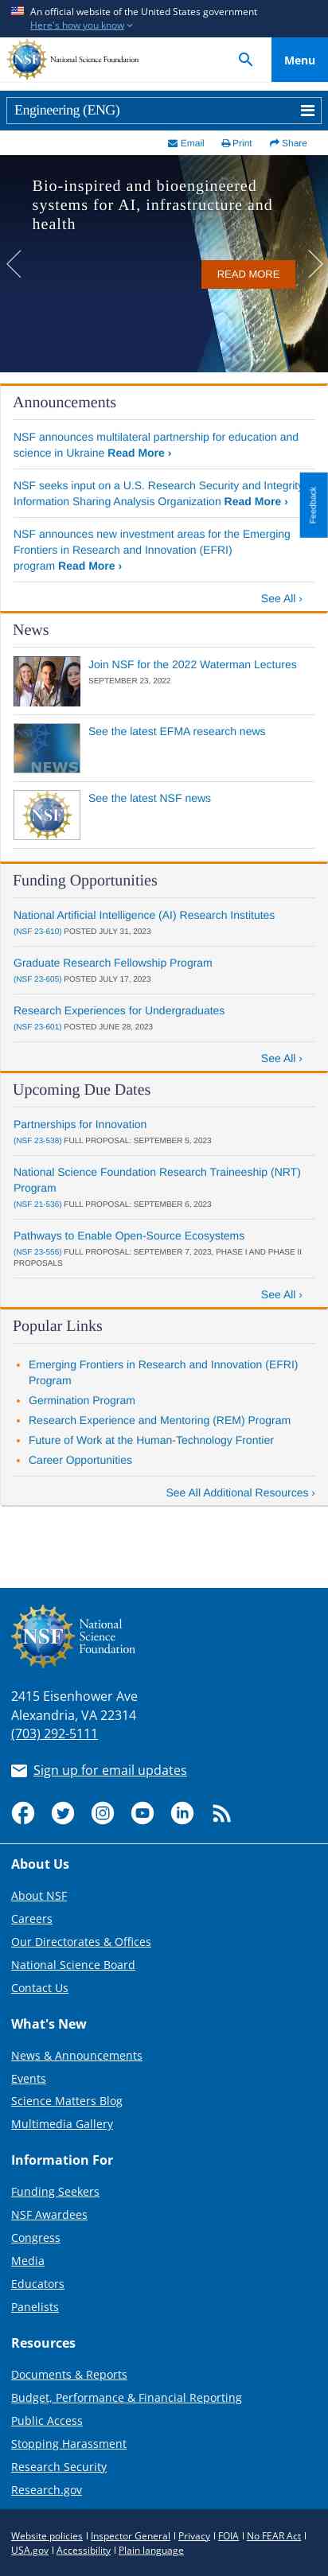 An official website of the United States government
Here's how you know
NSF National Science Foundation
Menu
Engineering (ENG)
Email Print Share
Bio-inspired and bioengineered
systems for AI, infrastructure and
health
READ MORE
Announcements
NSF announces multilateral partnership for education and
science in Ukraine Read More ›
NSF seeks input on a U.S. Research Security and Integrity
Information Sharing Analysis Organization Read More ›
Feedback
NSF announces new investment areas for the Emerging
Frontiers in Research and Innovation (EFRI)
program Read More ›
See All ›
News
Join NSF for the 2022 Waterman Lectures
SEPTEMBER 23, 2022
NEWS
See the latest EFMA research news
NSF
See the latest NSF news
Funding Opportunities
National Artificial Intelligence (AI) Research Institutes
(NSF 23-610) POSTED JULY 31, 2023
Graduate Research Fellowship Program
(NSF 23-605) POSTED JULY 17, 2023
Research Experiences for Undergraduates
(NSF 23-601) POSTED JUNE 28, 2023
See All ›
Upcoming Due Dates
Partnerships for Innovation
(NSF 23-538) FULL PROPOSAL: SEPTEMBER 5, 2023
National Science Foundation Research Traineeship (NRT)
Program
(NSF 21-536) FULL PROPOSAL: SEPTEMBER 6, 2023
Pathways to Enable Open-Source Ecosystems
(NSF 23-556) FULL PROPOSAL: SEPTEMBER 7, 2023, PHASE I AND PHASE II
PROPOSALS
See All ›
Popular Links
Emerging Frontiers in Research and Innovation (EFRI)
Program
Germination Program
Research Experience and Mentoring (REM) Program
Future of Work at the Human-Technology Frontier
Career Opportunities
See All Additional Resources ›
NSF
National
Science
Foundation
2415 Eisenhower Ave
Alexandria, VA 22314
(703) 292-5111
Sign up for email updates
About Us
About NSF
Careers
Our Directorates & Offices
National Science Board
Contact Us
What's New
News & Announcements
Events
Science Matters Blog
Multimedia Gallery
Information For
Funding Seekers
NSF Awardees
Congress
Media
Educators
Panelists
Resources
Documents & Reports
Budget, Performance & Financial Reporting
Public Access
Stopping Harassment
Research Security
Research.gov
Website policies | Inspector General | Privacy | FOIA | No FEAR Act |
USA.gov | Accessibility | Plain language